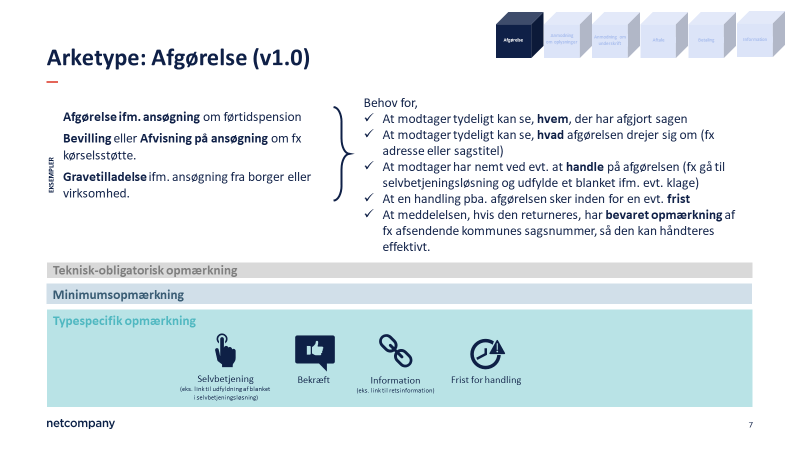 Arketype: Afgørelse (v1.0)
Afgørelse
Anmodning
om oplysninger
Anmodning om
underskrift
Aftale
Booking
Information
Afgørelse ifm. ansøgning om førtidspension
Bevilling eller Afvisning på ansøgning om fx
kørselsstøtte.
Gravetilladelse ifm. ansøgning fra borger eller
virksomhed.
EKSEMPLER
Behov for,
✓ At modtager tydeligt kan se, hvem, der har afgjort sagen
✓ At modtager tydeligt kan se, hvad afgørelsen drejer sig om (fx
adresse eller sagstitel)
✓ At modtager har nemt ved evt. at handle på afgørelsen (fx gå til
selvbetjeningsløsning og udfylde et blanket ifm. evt. klage)
✓ At en handling pba. afgørelsen sker inden for en evt. frist
✓ At meddelelsen, hvis den returneres, har bevaret opmærkning af
fx afsendende kommunes sagsnummer, så den kan håndteres
effektivt.
Teknisk-obligatorisk opmærkning
Minimumsopmærkning
Typespecifik opmærkning
Selvbetjening
(eks. link til udfyldning af blanket
i selvbetjeningsløsning)
Bekræft
Information
(eks. link til retsinformation)
Frist for handling
netcompany
7